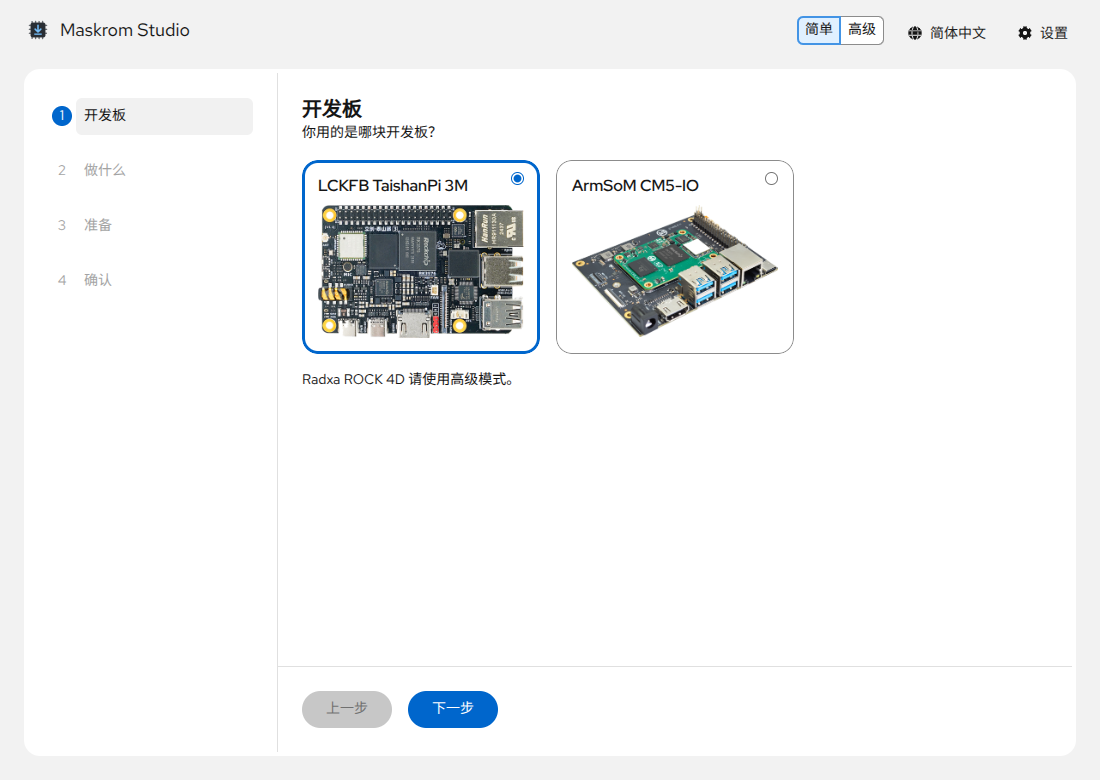 Maskrom Studio
简单
高级
简体中文
设置
1
开发板
2
做什么
3
准备
4
确认
开发板
你用的是哪块开发板?
LCKFB TaishanPi 3M
ArmSoM CM5-IO
HanRun
Rockchip
Radxa ROCK 4D 请使用高级模式。
上一步
下一步